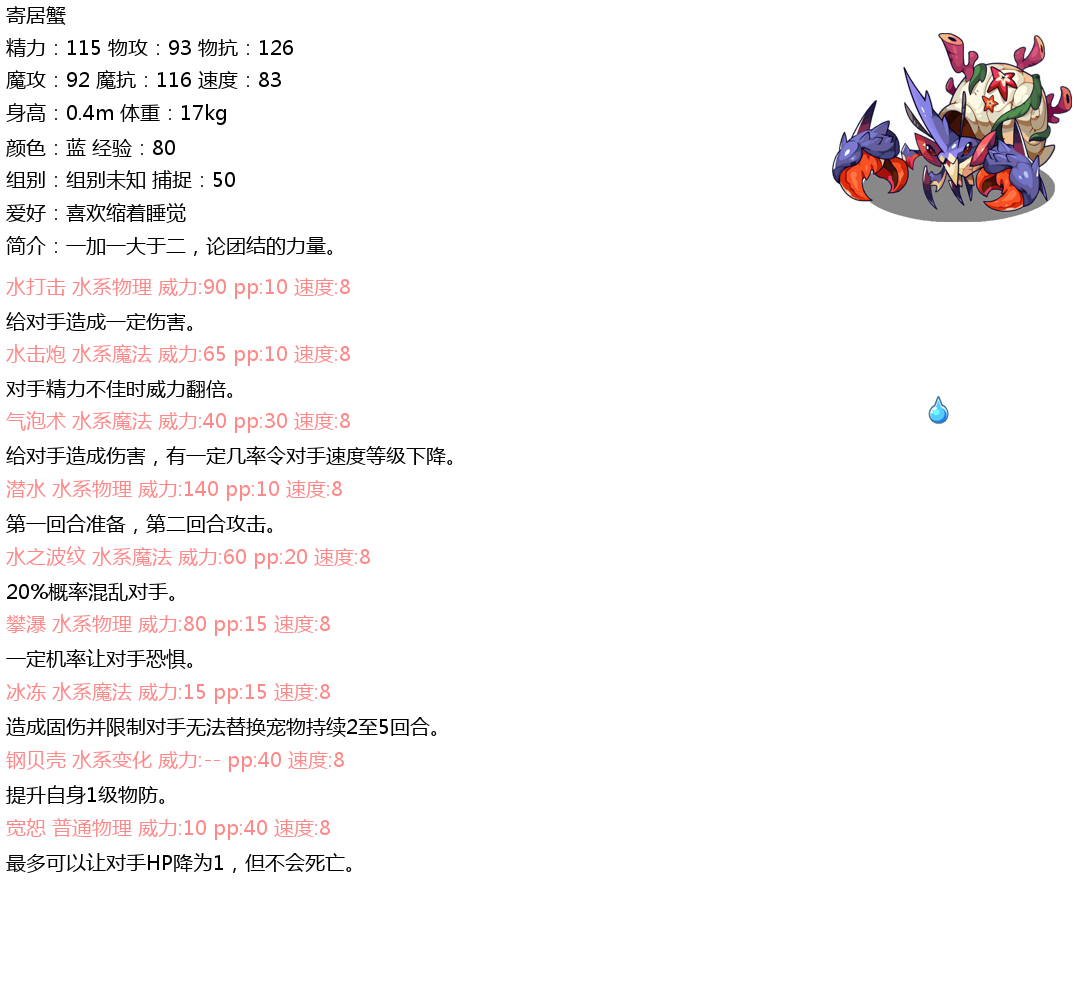 寄居蟹
精力：115 物攻：93 物抗：126
魔攻：92 魔抗：116 速度：83
身高：0.4m 体重：17kg
颜色：蓝 经验：80
组别：组别未知 捕捉：50
爱好：喜欢缩着睡觉
简介：一加一大于二，论团结的力量。
水打击 水系物理 威力:90 pp:10 速度:8
给对手造成一定伤害。
水击炮 水系魔法 威力:65 pp:10 速度:8
对手精力不佳时威力翻倍。
气泡术 水系魔法 威力:40 pp:30 速度:8
给对手造成伤害，有一定几率令对手速度等级下降。
潜水 水系物理 威力:140 pp:10 速度:8
第一回合准备，第二回合攻击。
水之波纹 水系魔法 威力:60 pp:20 速度:8
20%概率混乱对手。
攀瀑 水系物理 威力:80 pp:15 速度:8
一定机率让对手恐惧。
冰冻 水系魔法 威力:15 pp:15 速度:8
造成固伤并限制对手无法替换宠物持续2至5回合。
钢贝壳 水系变化 威力:-- pp:40 速度:8
提升自身1级物防。
宽恕 普通物理 威力:10 pp:40 速度:8
最多可以让对手HP降为1，但不会死亡。